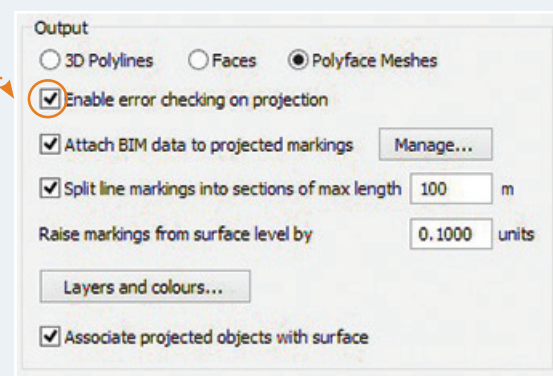 Output
3D Polylines Faces Polyface Meshes
Enable error checking on projection
Attach BIM data to projected markings Manage...
Split line markings into sections of max length 100 m
Raise markings from surface level by 0.1000 units
Layers and colours...
Associate projected objects with surface